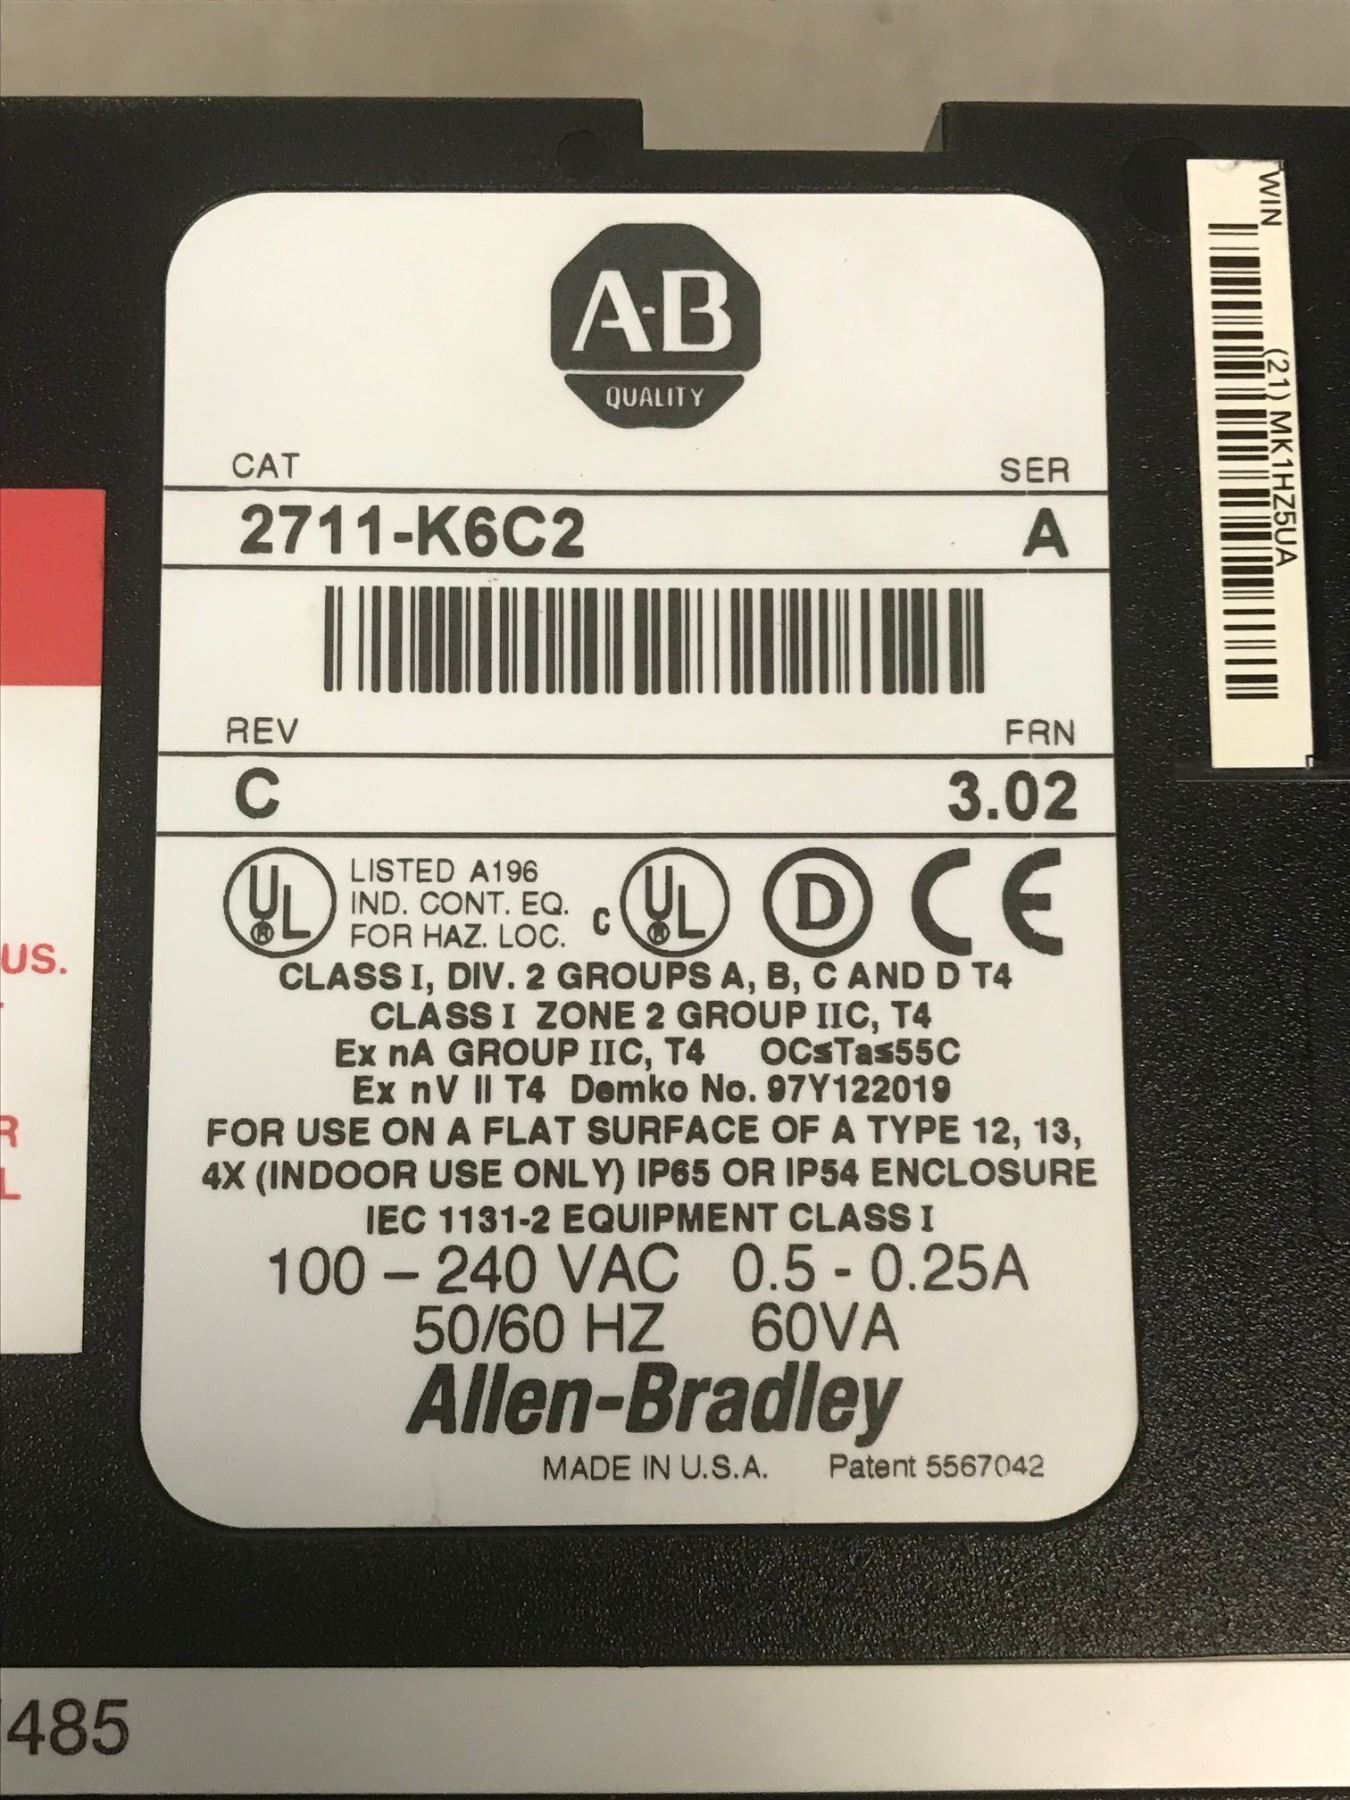 A-B
QUALITY
CAT SER
2711-K6C2 A
REV FRN
C 3.02
UL LISTED A196
IND. CONT. EQ.
FOR HAZ. LOC.
C UL D CE
CLASS I, DIV. 2 GROUPS A, B, C AND D T4
CLASS I ZONE 2 GROUP IIC, T4
Ex nA GROUP IIC, T4 OC≤Ta≤55C
Ex nV II T4 Demko No. 97Y122019
FOR USE ON A FLAT SURFACE OF A TYPE 12, 13,
4X (INDOOR USE ONLY) IP65 OR IP54 ENCLOSURE
IEC 1131-2 EQUIPMENT CLASS I
100 – 240 VAC 0.5 - 0.25A
50/60 HZ 60VA
Allen-Bradley
MADE IN U.S.A. Patent 5567042
WIN
(21) MK1HZ5UA
US.
R
L
485